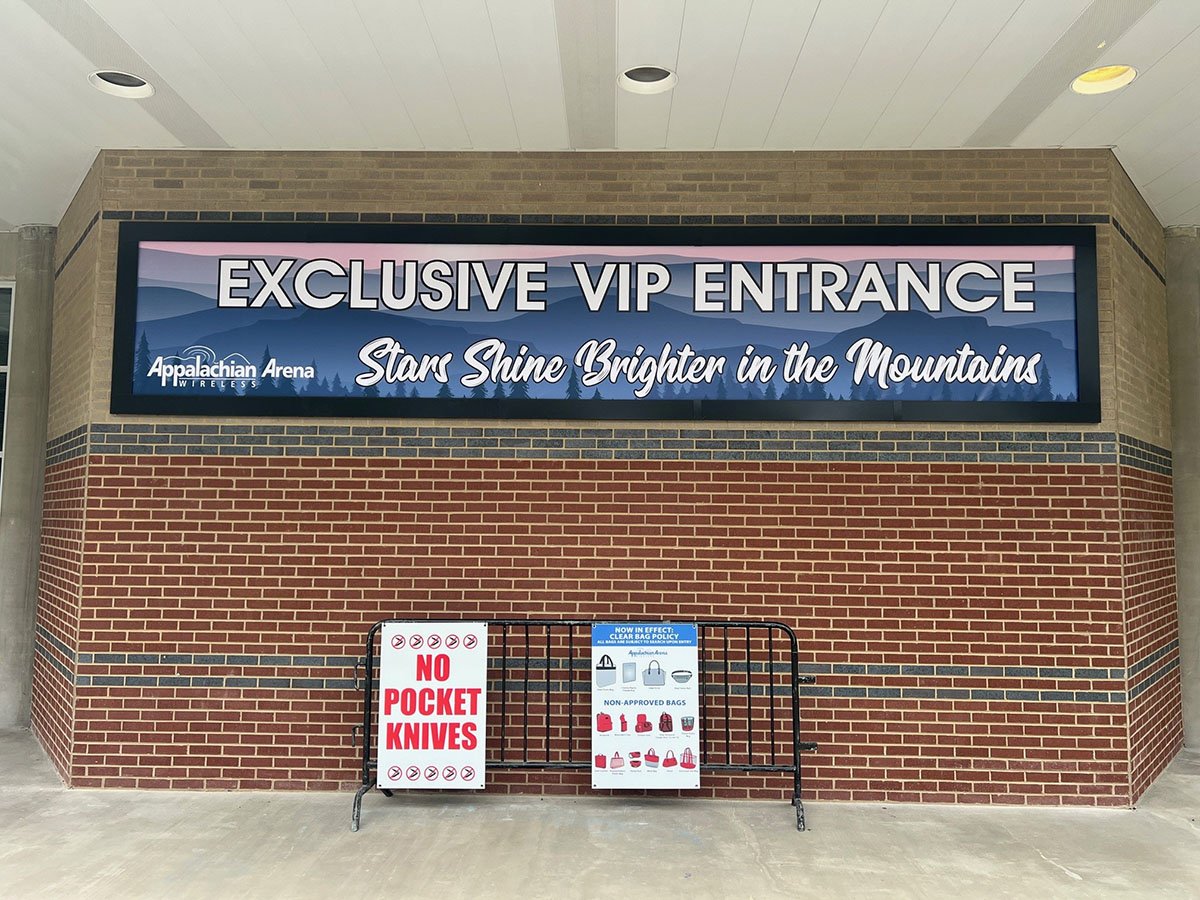 EXCLUSIVE VIP ENTRANCE
Stars Shine Brighter in the Mountains
Appalachian Arena
WIRELESS
NO
POCKET
KNIVES
NOW IN EFFECT:
CLEAR BAG POLICY
ALL BAGS ARE SUBJECT TO SEARCH UPON ENTRY
Appalachian Arena
NON-APPROVED BAGS